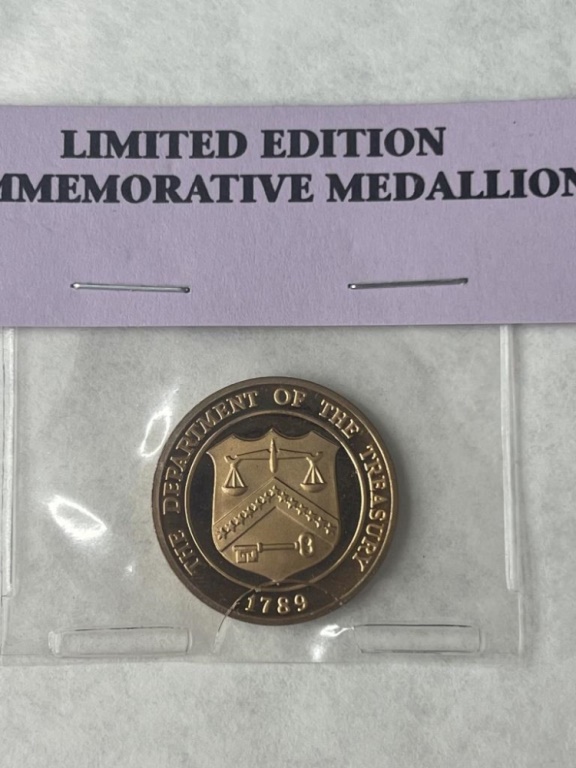 LIMITED EDITION
MMEMORATIVE MEDALLION
THE DEPARTMENT OF THE TREASURY
1789